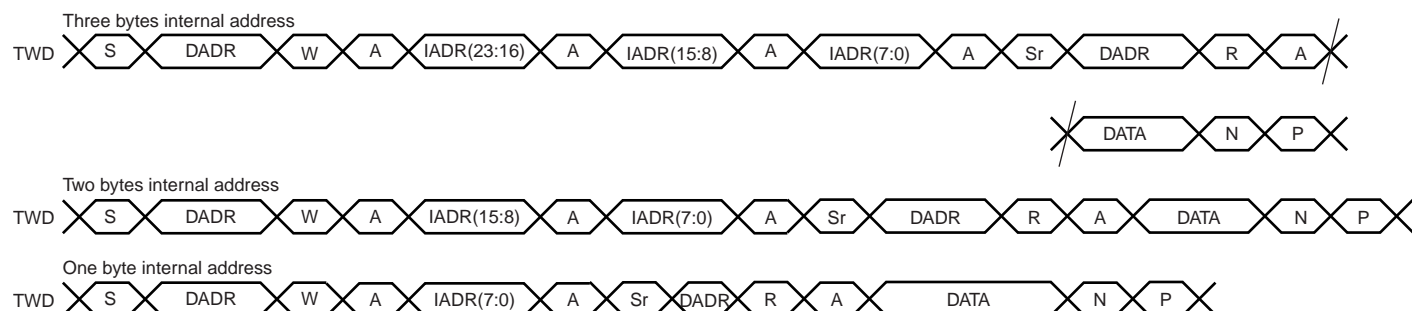 Three bytes internal address
TWD S DADR W A IADR(23:16) A IADR(15:8) A IADR(7:0) A Sr DADR R A
DATA N P
Two bytes internal address
TWD S DADR W A IADR(15:8) A IADR(7:0) A Sr DADR R A DATA N P
One byte internal address
TWD S DADR W A IADR(7:0) A Sr DADR R A DATA N P